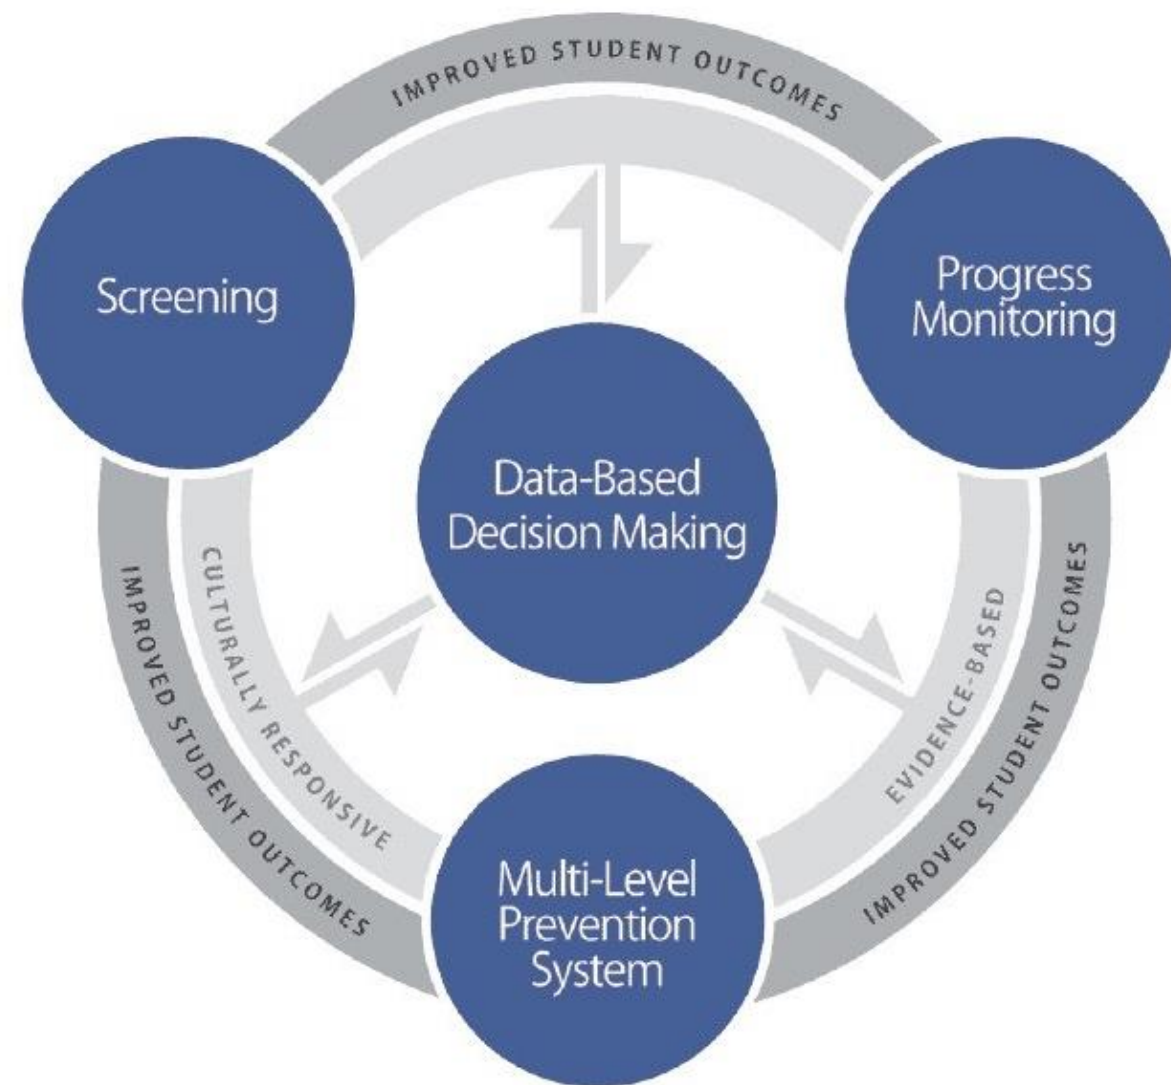 IMPROVED STUDENT OUTCOMES
Screening
Progress
Monitoring
Data-Based
Decision Making
CULTURALLY RESPONSIVE
EVIDENCE-BASED
IMPROVED STUDENT OUTCOMES
IMPROVED STUDENT OUTCOMES
Multi-Level
Prevention
System